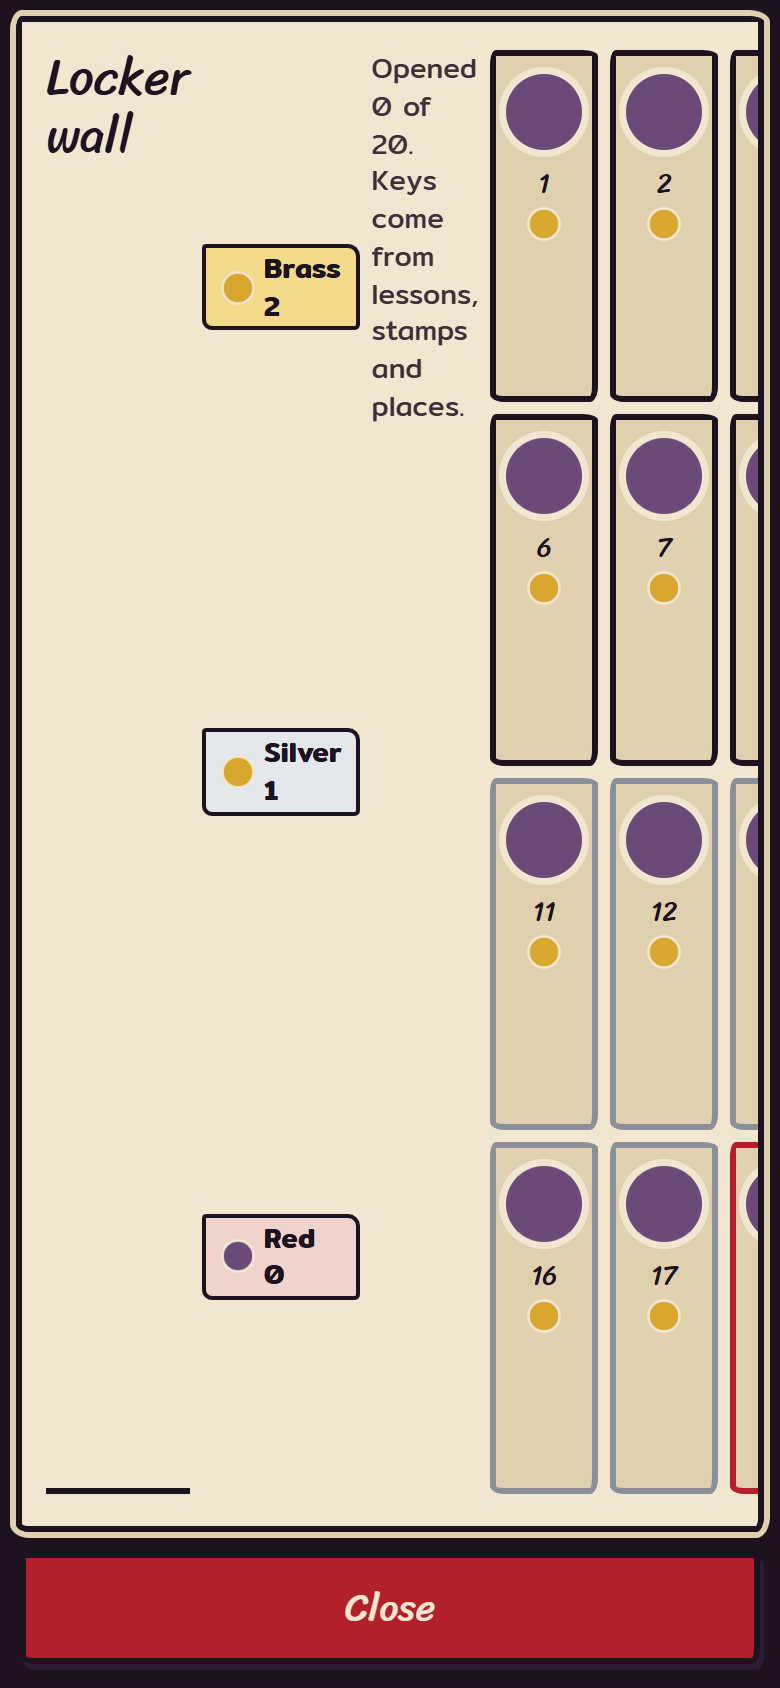 Locker
wall
Brass
2
Silver
1
Red
0
Opened
0 of
20.
Keys
come
from
lessons,
stamps
and
places.
1 2
6 7
11 12
16 17
Close